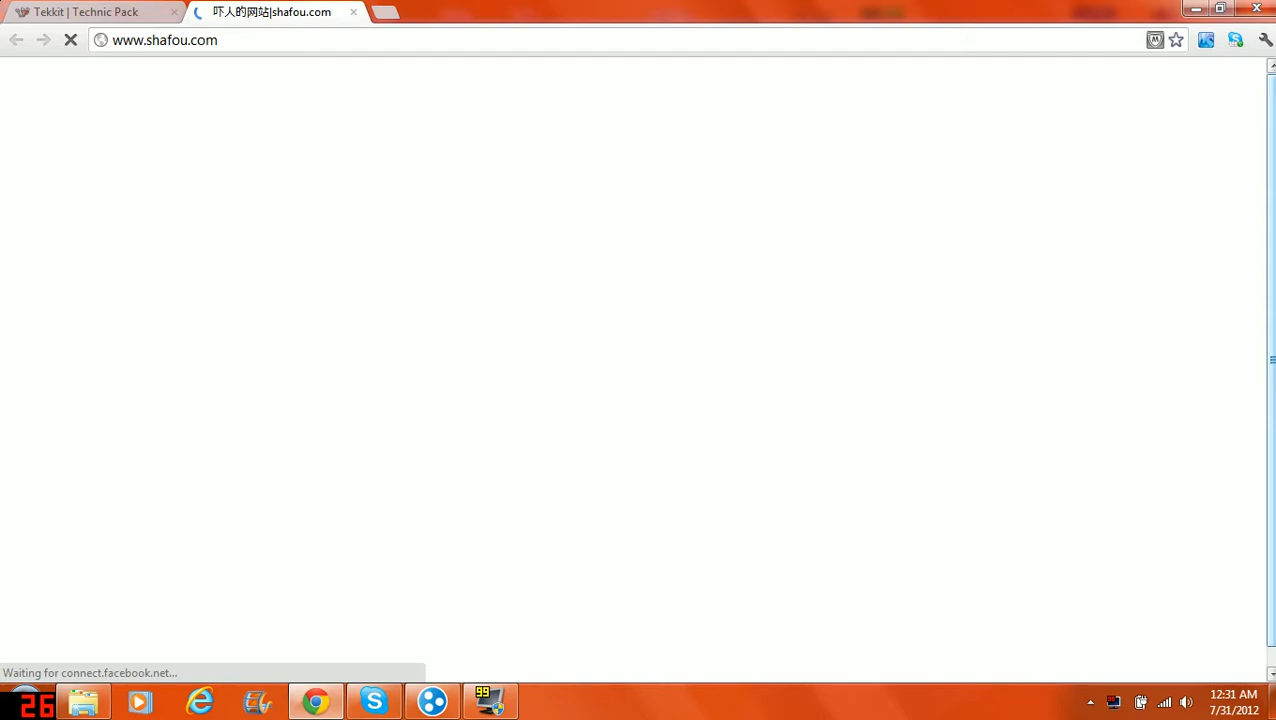 Tekkit | Technic Pack
吓人的网站|shafou.com
www.shafou.com
Waiting for connect.facebook.net...
26
99
12:31 AM
7/31/2012